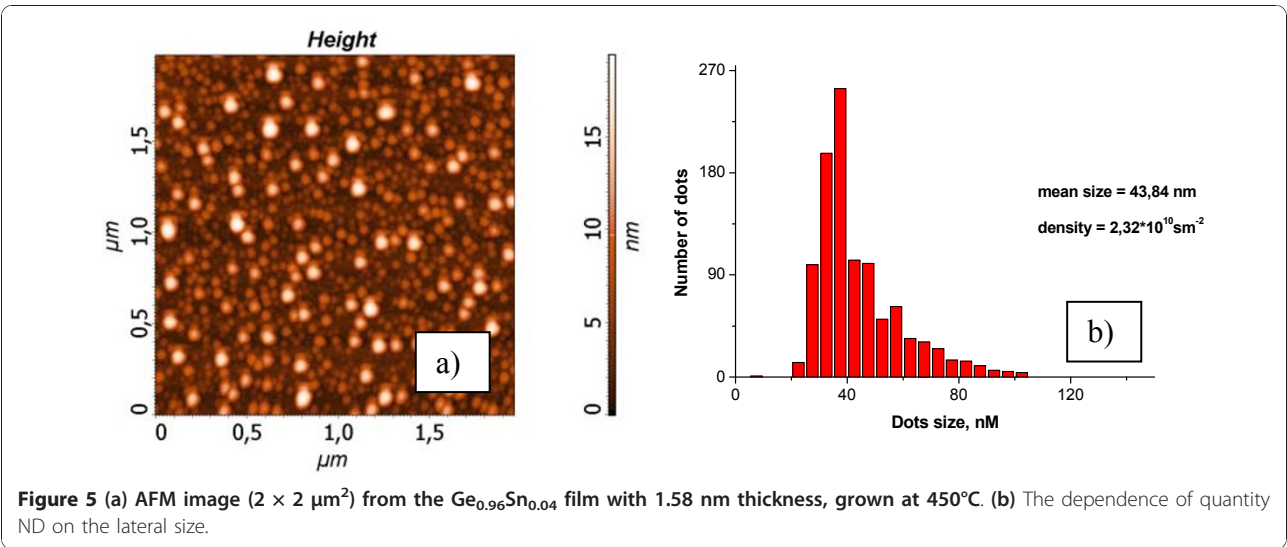 Height
1,5
1,0
0,5
0
µm
0 0,5 1,0 1,5
µm
a)
15
10
5
0
nm
270
180
90
0
Number of dots
0 40 80 120
Dots size, nM
mean size = 43,84 nm
density = 2,32*10¹⁰sm⁻²
b)
Figure 5 (a) AFM image (2 × 2 µm²) from the Ge₀.₉₆Sn₀.₀₄ film with 1.58 nm thickness, grown at 450°C. (b) The dependence of quantity
ND on the lateral size.